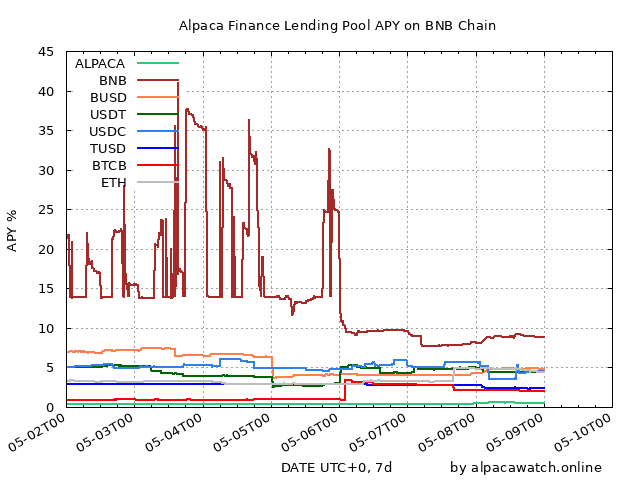 Alpaca Finance Lending Pool APY on BNB Chain
45
40
35
30
25
20
15
10
5
0
APY %
ALPACA
BNB
BUSD
USDT
USDC
TUSD
BTCB
ETH
05-02T00
05-03T00
05-04T00
05-05T00
05-06T00
05-07T00
05-08T00
05-09T00
05-10T00
DATE UTC+0, 7d
by alpacawatch.online